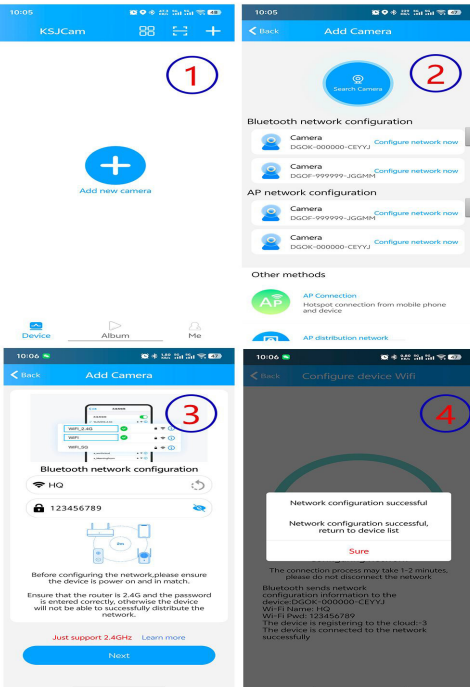 10:05
48
KSJCam
1
Add new camera
Device
Album
Me
10:05
47
Back
Add Camera
2
Search Camera
Bluetooth network configuration
Camera
DGOK-000000-CEYYJ
Configure network now
Camera
DGOF-999999-JGGMM
Configure network now
AP network configuration
Camera
DGOF-999999-JGGMM
Configure network now
Camera
DGOK-000000-CEYYJ
Configure network now
Other methods
AP
AP Connection
Hotspot connection from mobile phone
and device
AP distribution network
10:06
47
Back
Add Camera
3
WiFi_2.4G
WiFi
WiFi_5G
Bluetooth network configuration
HQ
123456789
2m
Before configuring the network,please ensure
the device is power on and in match.
Ensure that the router is 2.4G and the password
is entered correctly, otherwise the device
will not be able to successfully distribute the
network.
Just support 2.4GHz Learn more
Next
10:06
47
Back
Configure device Wifi
4
Network configuration successful
Network configuration successful,
return to device list
Sure
The connection process may take 1-2 minutes,
please do not disconnect the network
Bluetooth sends network
configuration information to the
device:DGOK-000000-CEYYJ
Wi-Fi Name: HQ
Wi-Fi Pwd: 123456789
The device is registering to the cloud:-3
The device is connected to the network
successfully